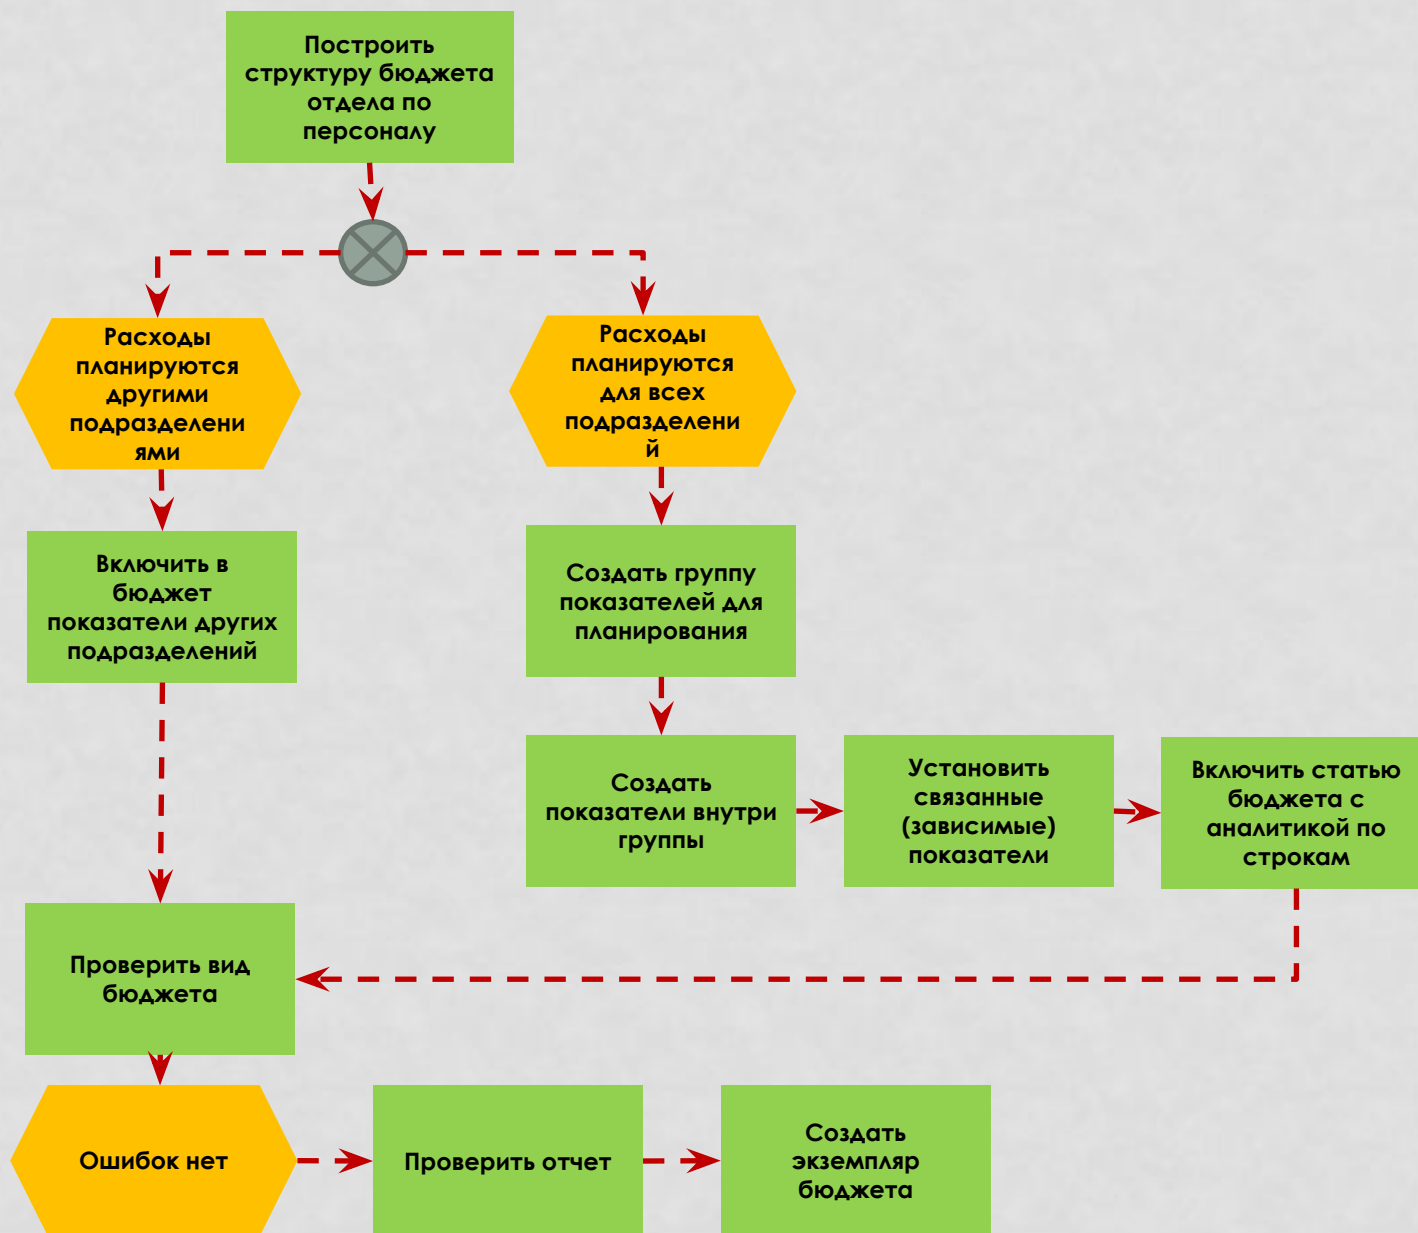 Построить
структуру бюджета
отдела по
персоналу
Расходы
планируются
другими
подразделени
ями
Расходы
планируются
для всех
подразделени
й
Включить в
бюджет
показатели других
подразделений
Создать группу
показателей для
планирования
Создать
показатели внутри
группы
Установить
связанные
(зависимые)
показатели
Включить статью
бюджета с
аналитикой по
строкам
Проверить вид
бюджета
Ошибок нет
Проверить отчет
Создать
экземпляр
бюджета